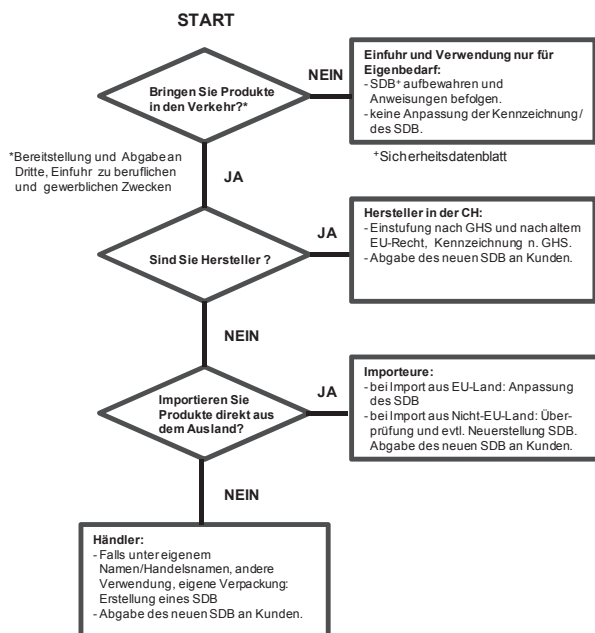 START
Bringen Sie Produkte
in den Verkehr?*
NEIN
Einfuhr und Verwendung nur für
Eigenbedarf:
- SDB⁺ aufbewahren und
Anweisungen befolgen.
- keine Anpassung der Kennzeichnung/
des SDB.
*Bereitstellung und Abgabe an
Dritte, Einfuhr zu beruflichen
und gewerblichen Zwecken
JA
⁺Sicherheitsdatenblatt
Sind Sie Hersteller ?
JA
Hersteller in der CH:
- Einstufung nach GHS und nach altem
EU-Recht, Kennzeichnung n. GHS.
- Abgabe des neuen SDB an Kunden.
NEIN
Importieren Sie
Produkte direkt aus
dem Ausland?
JA
Importeure:
- bei Import aus EU-Land: Anpassung
des SDB
- bei Import aus Nicht-EU-Land: Über-
prüfung und evtl. Neuerstellung SDB.
Abgabe des neuen SDB an Kunden.
NEIN
Händler:
- Falls unter eigenem
Namen/Handelsnamen, andere
Verwendung, eigene Verpackung:
Erstellung eines SDB
- Abgabe des neuen SDB an Kunden.